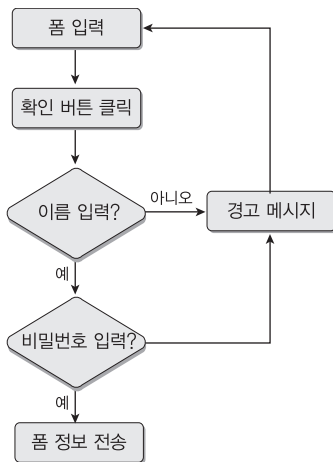 폼 입력
확인 버튼 클릭
이름 입력?
아니오
경고 메시지
예
비밀번호 입력?
예
폼 정보 전송